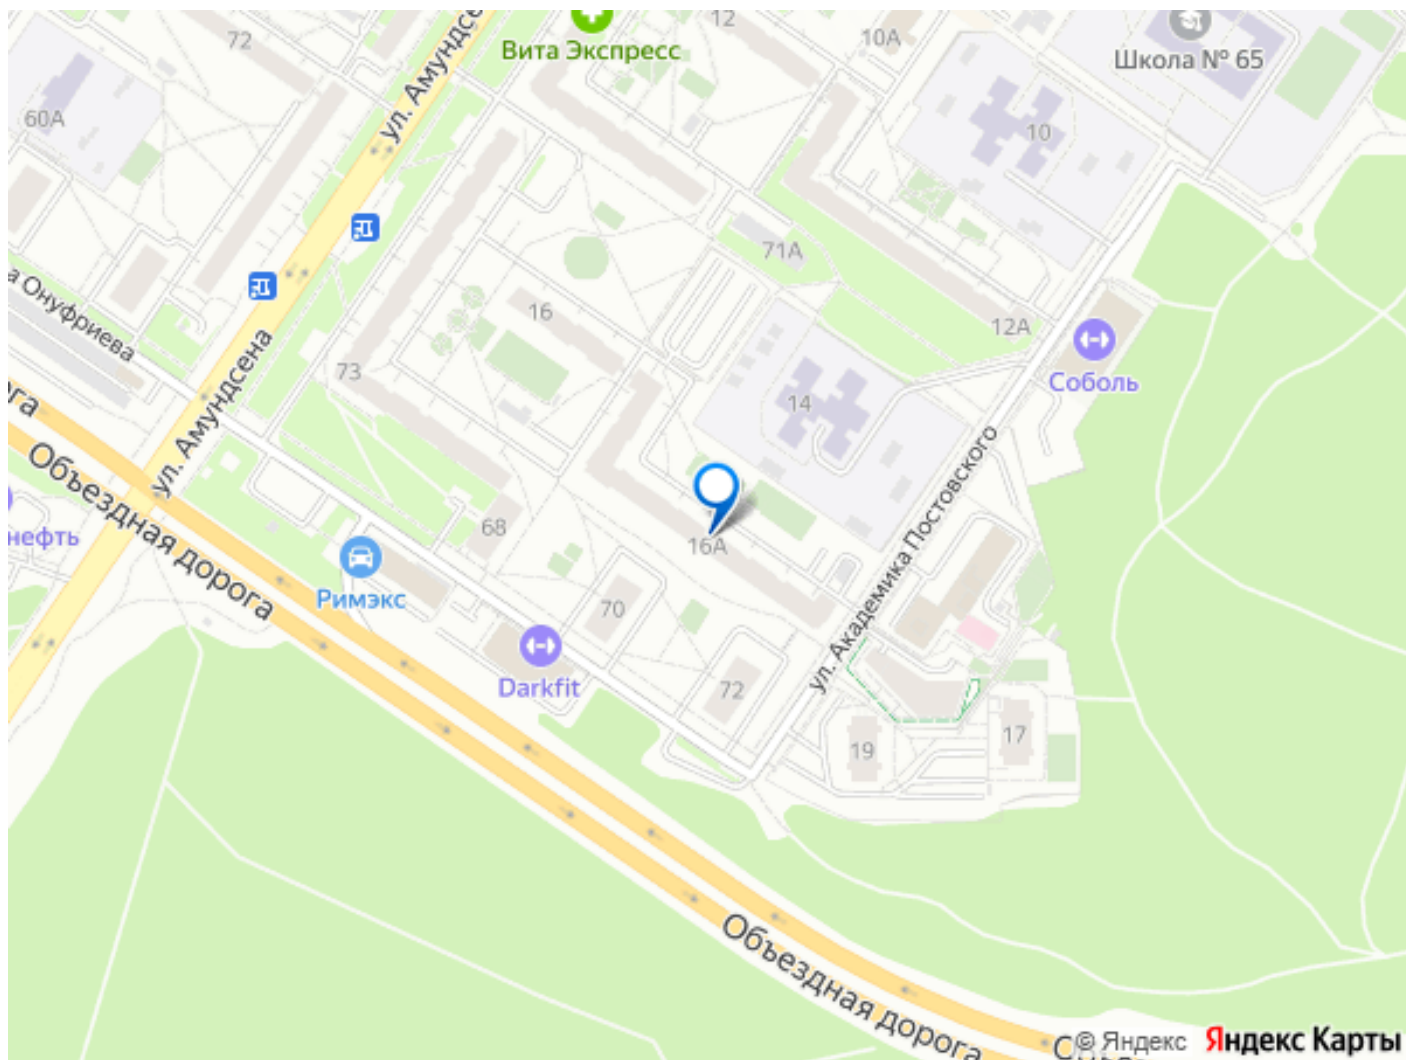 72
ул. Амундсе
Вита Экспресс
12
10А
Школа № 65
60А
10
71А
а Онуфриева
16
12А
Соболь
73
ул. Амундсена
14
ога
Объездная дорога
нефть
68
16А
ул. Академика Постовского
Римэкс
70
Darkfit
72
19
17
Объездная дорога
© Яндекс
Яндекс Карты